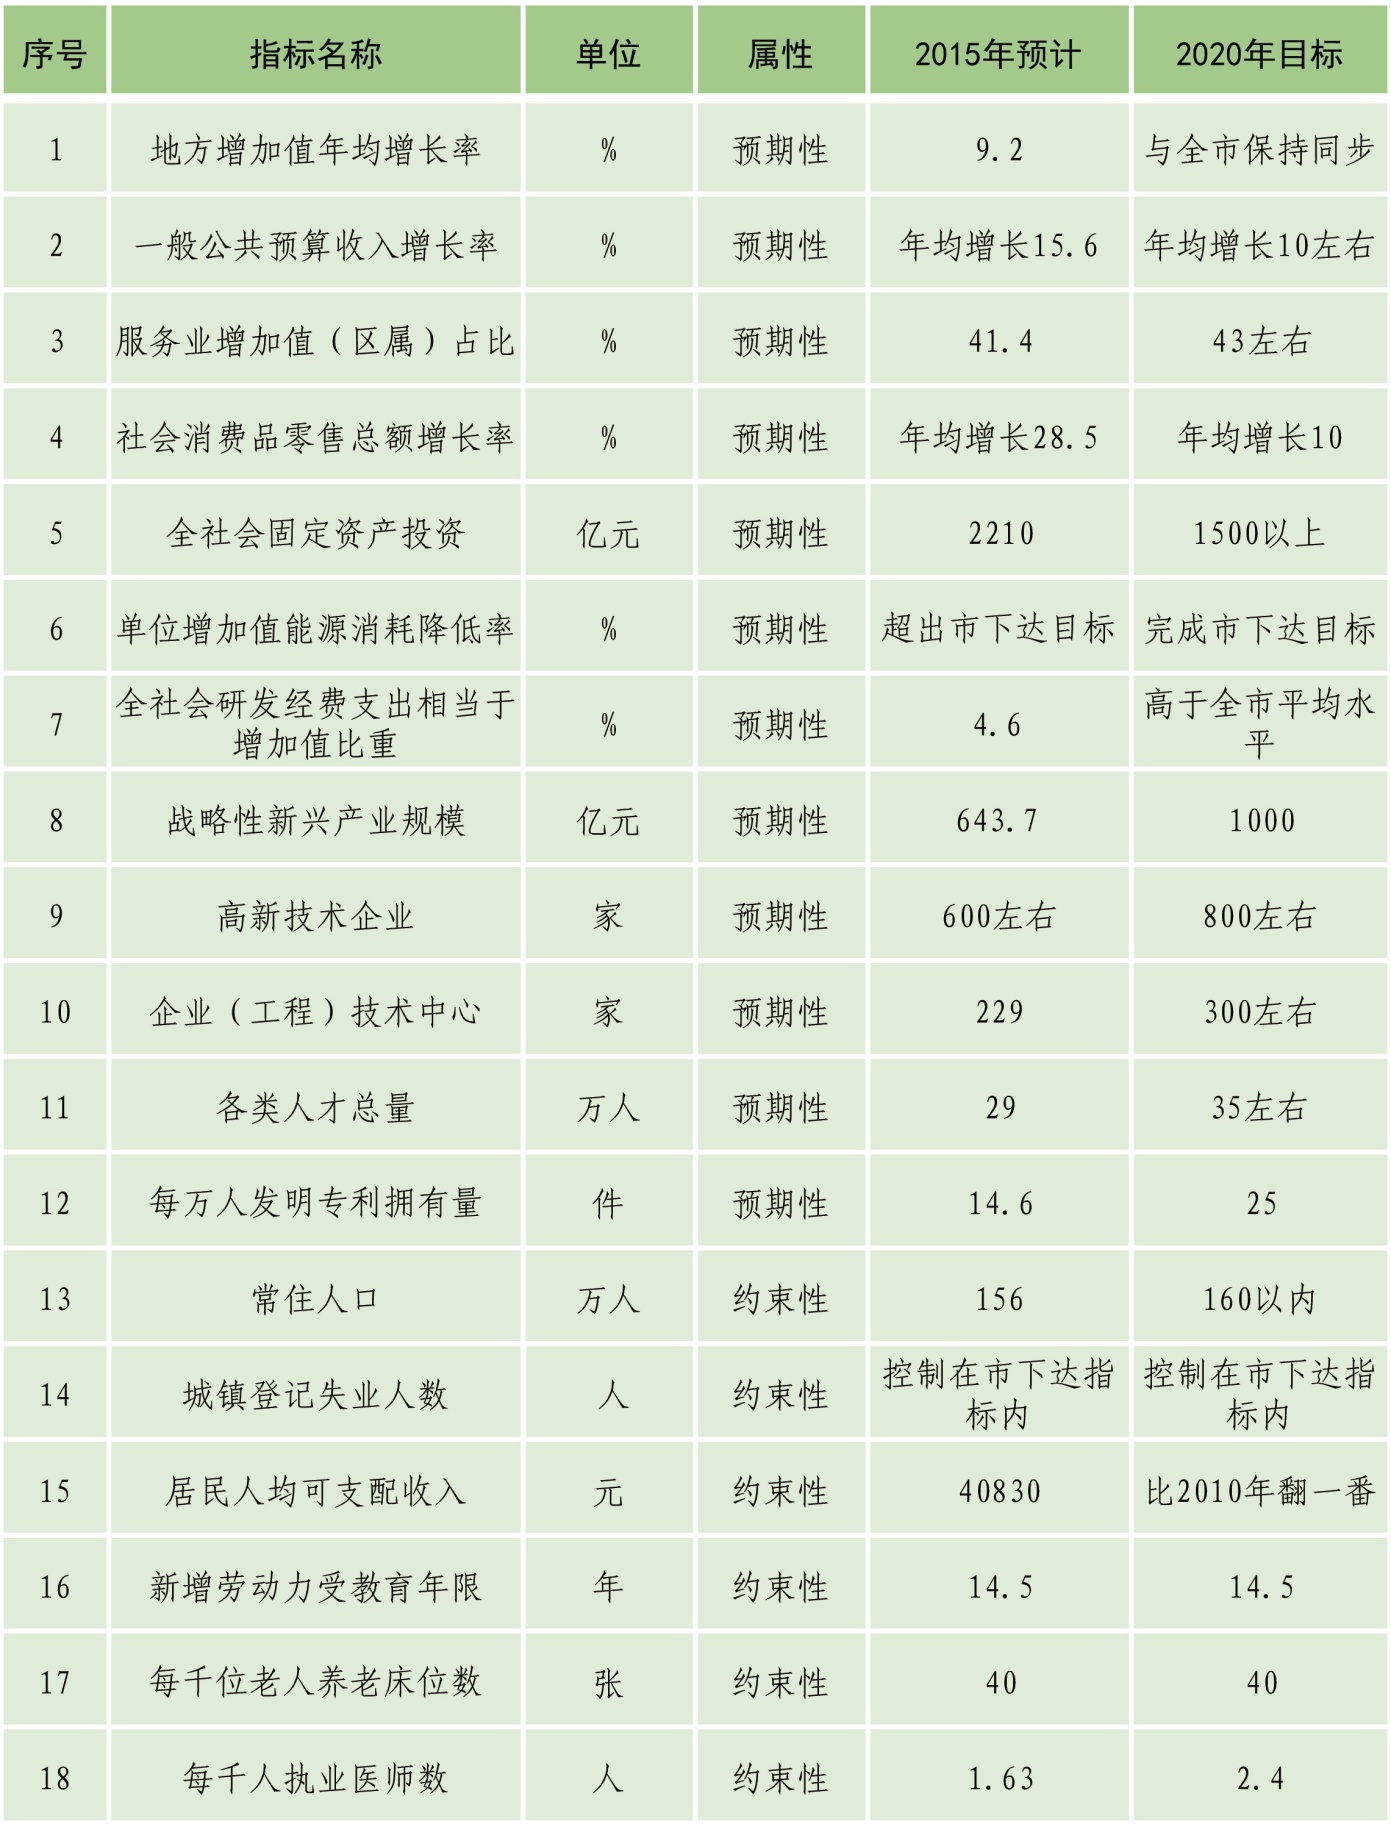 序号 指标名称 单位 属性 2015年预计 2020年目标
1 地方增加值年均增长率 % 预期性 9.2 与全市保持同步
2 一般公共预算收入增长率 % 预期性 年均增长15.6 年均增长10左右
3 服务业增加值（区属）占比 % 预期性 41.4 43左右
4 社会消费品零售总额增长率 % 预期性 年均增长28.5 年均增长10
5 全社会固定资产投资 亿元 预期性 2210 1500以上
6 单位增加值能源消耗降低率 % 预期性 超出市下达目标 完成市下达目标
7 全社会研发经费支出相当于
增加值比重 % 预期性 4.6 高于全市平均水
平
8 战略性新兴产业规模 亿元 预期性 643.7 1000
9 高新技术企业 家 预期性 600左右 800左右
10 企业（工程）技术中心 家 预期性 229 300左右
11 各类人才总量 万人 预期性 29 35左右
12 每万人发明专利拥有量 件 预期性 14.6 25
13 常住人口 万人 约束性 156 160以内
14 城镇登记失业人数 人 约束性 控制在市下达指
标内 控制在市下达指
标内
15 居民人均可支配收入 元 约束性 40830 比2010年翻一番
16 新增劳动力受教育年限 年 约束性 14.5 14.5
17 每千位老人养老床位数 张 约束性 40 40
18 每千人执业医师数 人 约束性 1.63 2.4